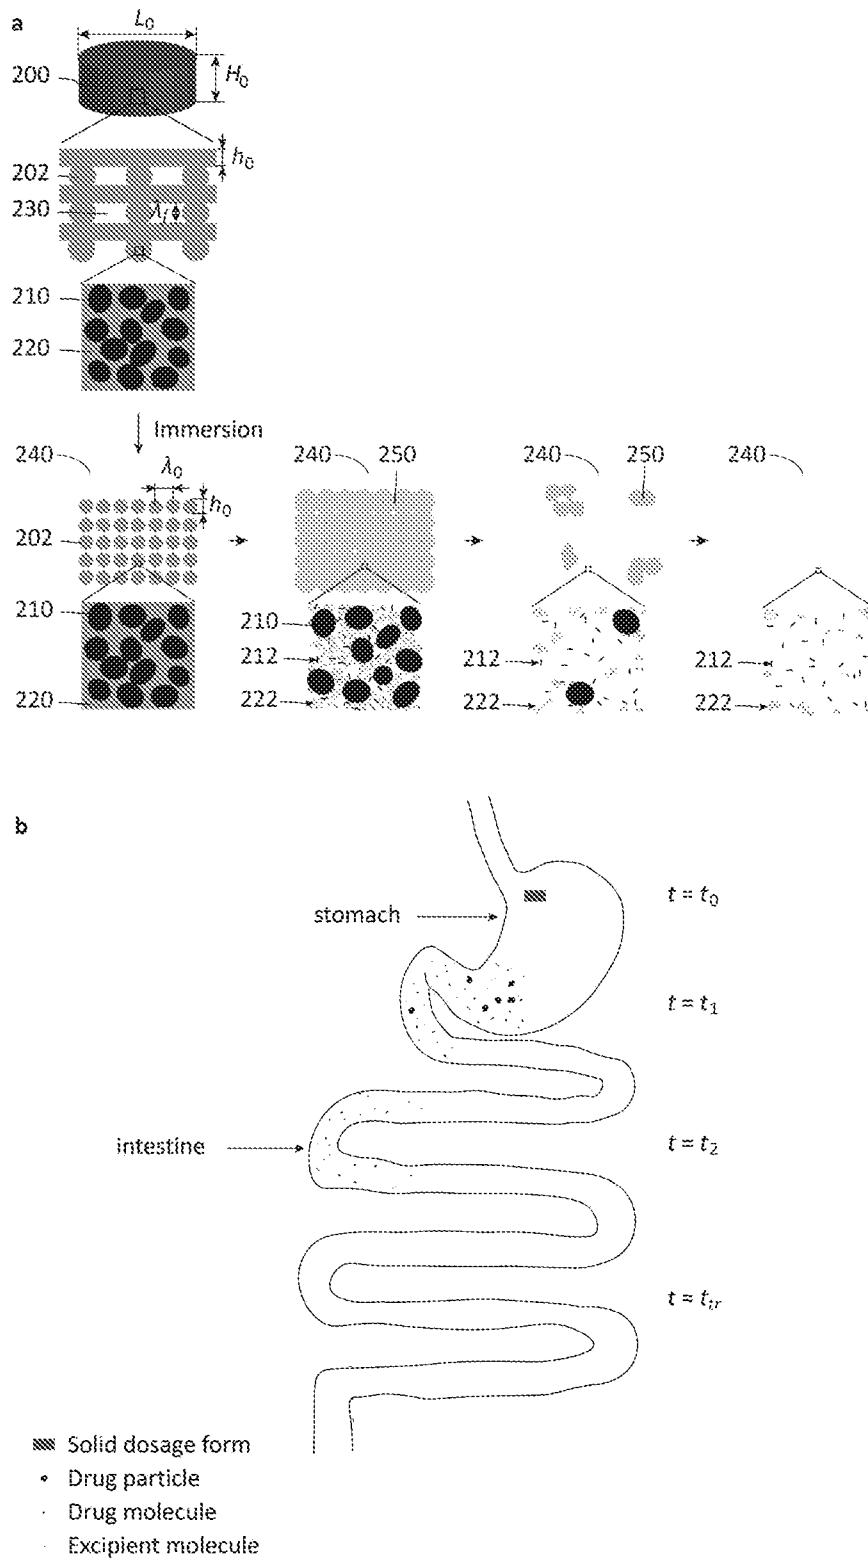 a
L₀
200
H₀
h₀
202
230
λf
210
220
Immersion
240
λ₀
h₀
202
210
220
240
250
210
212
222
240
250
212
222
240
212
222
b
stomach
t = t₀
t = t₁
intestine
t = t₂
t = tₜᵣ
Solid dosage form
Drug particle
Drug molecule
Excipient molecule